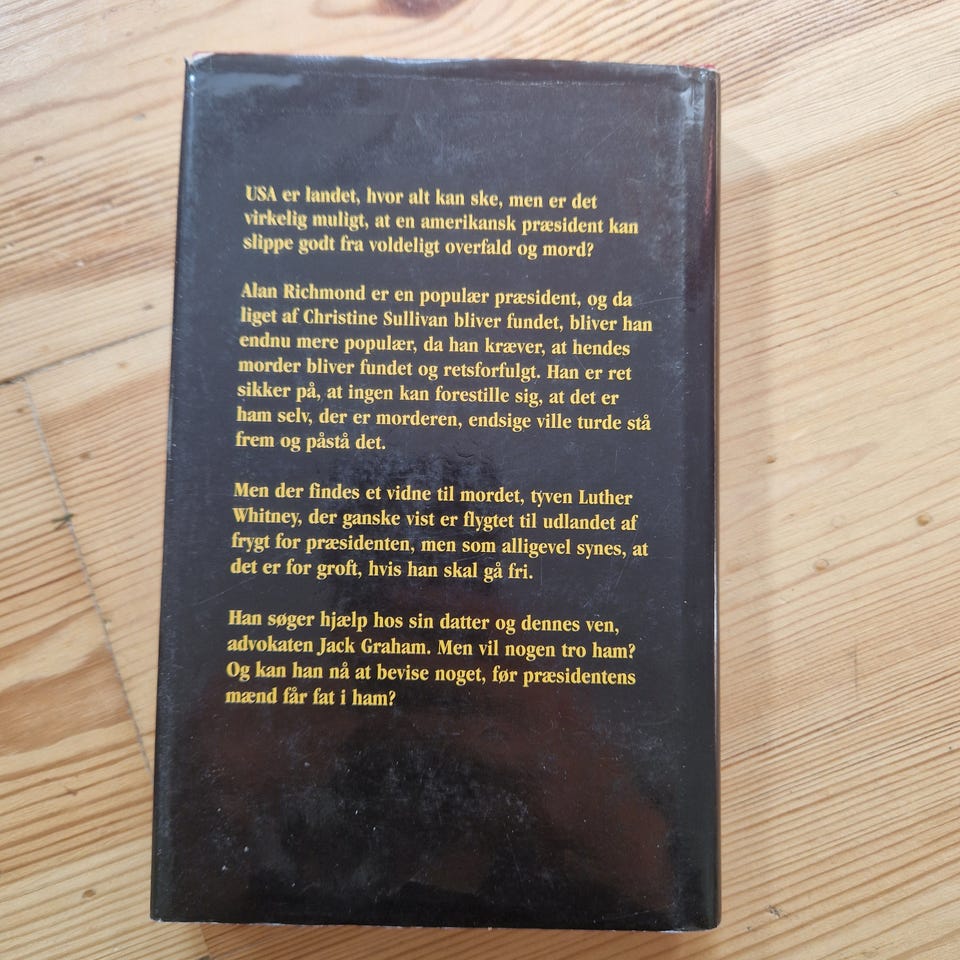 USA er landet, hvor alt kan ske, men er det
virkelig muligt, at en amerikansk præsident kan
slippe godt fra voldeligt overfald og mord?
Alan Richmond er en populær præsident, og da
liget af Christine Sullivan bliver fundet, bliver han
endnu mere populær, da han kræver, at hendes
morder bliver fundet og retsforfulgt. Han er ret
sikker på, at ingen kan forestille sig, at det er
ham selv, der er morderen, endsige ville turde stå
frem og påstå det.
Men der findes et vidne til mordet, tyven Luther
Whitney, der ganske vist er flygtet til udlandet af
frygt for præsidenten, men som alligevel synes, at
det er for groft, hvis han skal gå fri.
Han søger hjælp hos sin datter og dennes ven,
advokaten Jack Graham. Men vil nogen tro ham?
Og kan han nå at bevise noget, før præsidentens
mænd får fat i ham?